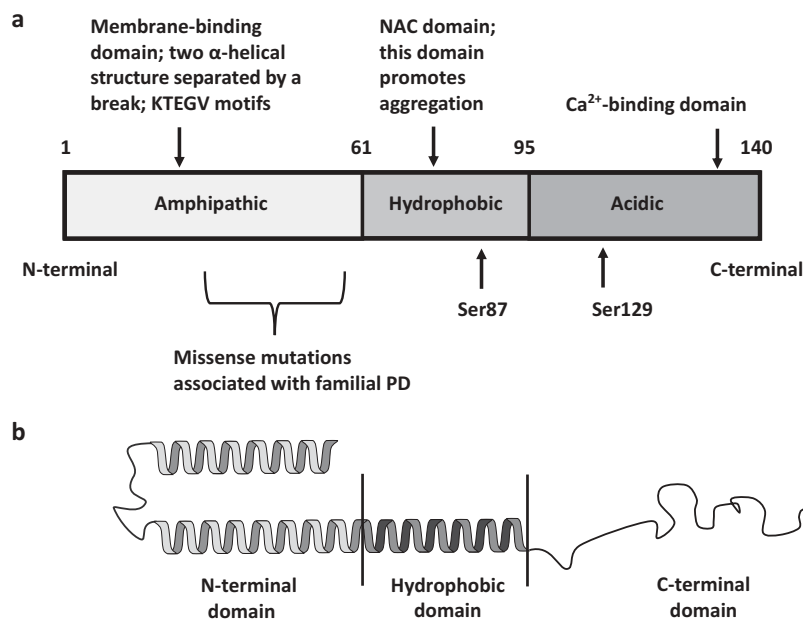 a
Membrane-binding
domain; two α-helical
structure separated by a
break; KTEGV motifs
NAC domain;
this domain
promotes
aggregation
Ca²⁺-binding domain
1 61 95 140
Amphipathic Hydrophobic Acidic
N-terminal C-terminal
Ser87 Ser129
Missense mutations
associated with familial PD
b
N-terminal
domain
Hydrophobic
domain
C-terminal
domain